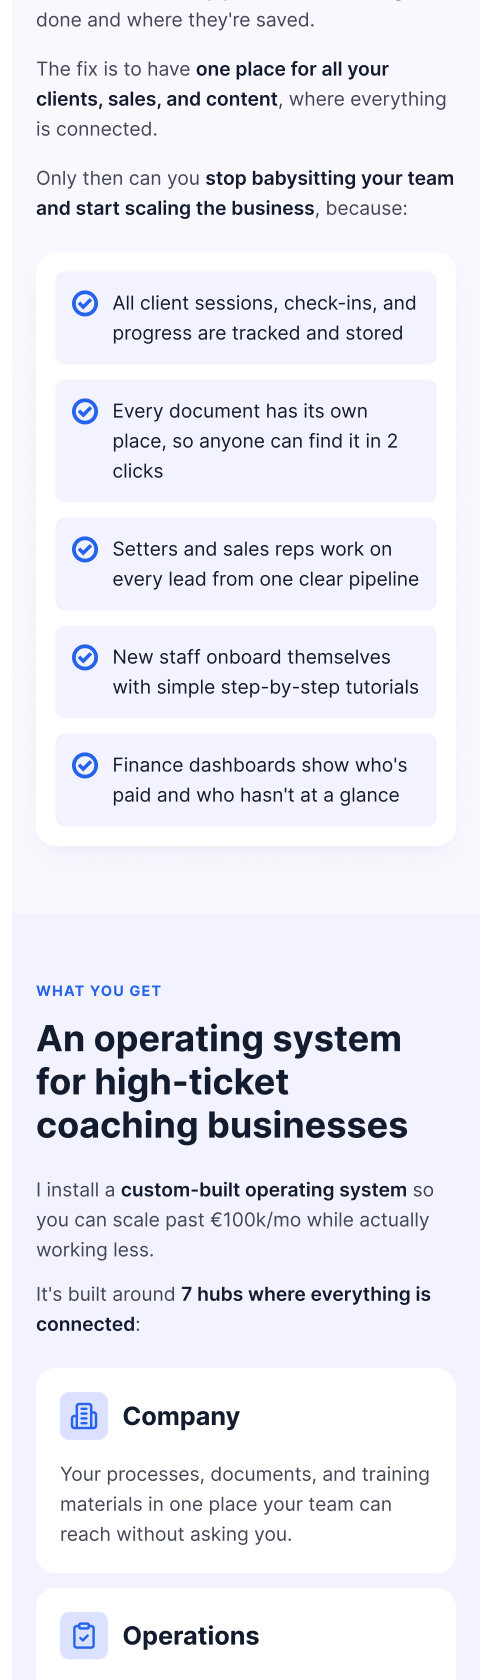 done and where they're saved.
The fix is to have one place for all your
clients, sales, and content, where everything
is connected.
Only then can you stop babysitting your team
and start scaling the business, because:
All client sessions, check-ins, and
progress are tracked and stored
Every document has its own
place, so anyone can find it in 2
clicks
Setters and sales reps work on
every lead from one clear pipeline
New staff onboard themselves
with simple step-by-step tutorials
Finance dashboards show who's
paid and who hasn't at a glance
WHAT YOU GET
An operating system
for high-ticket
coaching businesses
I install a custom-built operating system so
you can scale past €100k/mo while actually
working less.
It's built around 7 hubs where everything is
connected:
Company
Your processes, documents, and training
materials in one place your team can
reach without asking you.
Operations